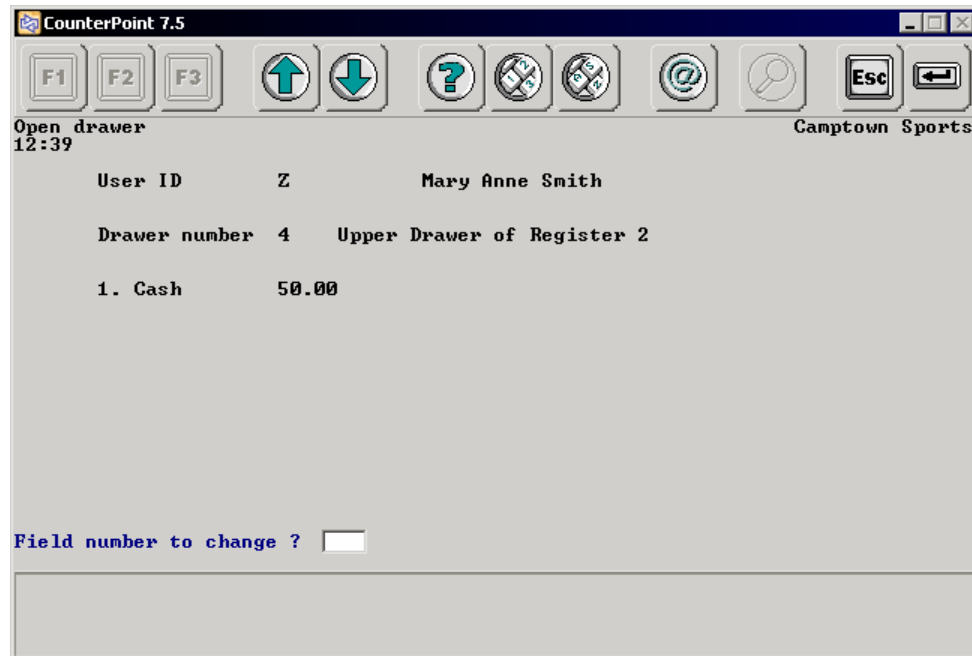 CounterPoint 7.5
F1 F2 F3 ? @ Esc
Open drawer Camptown Sports
12:39
User ID Z Mary Anne Smith
Drawer number 4 Upper Drawer of Register 2
1. Cash 50.00
Field number to change ?